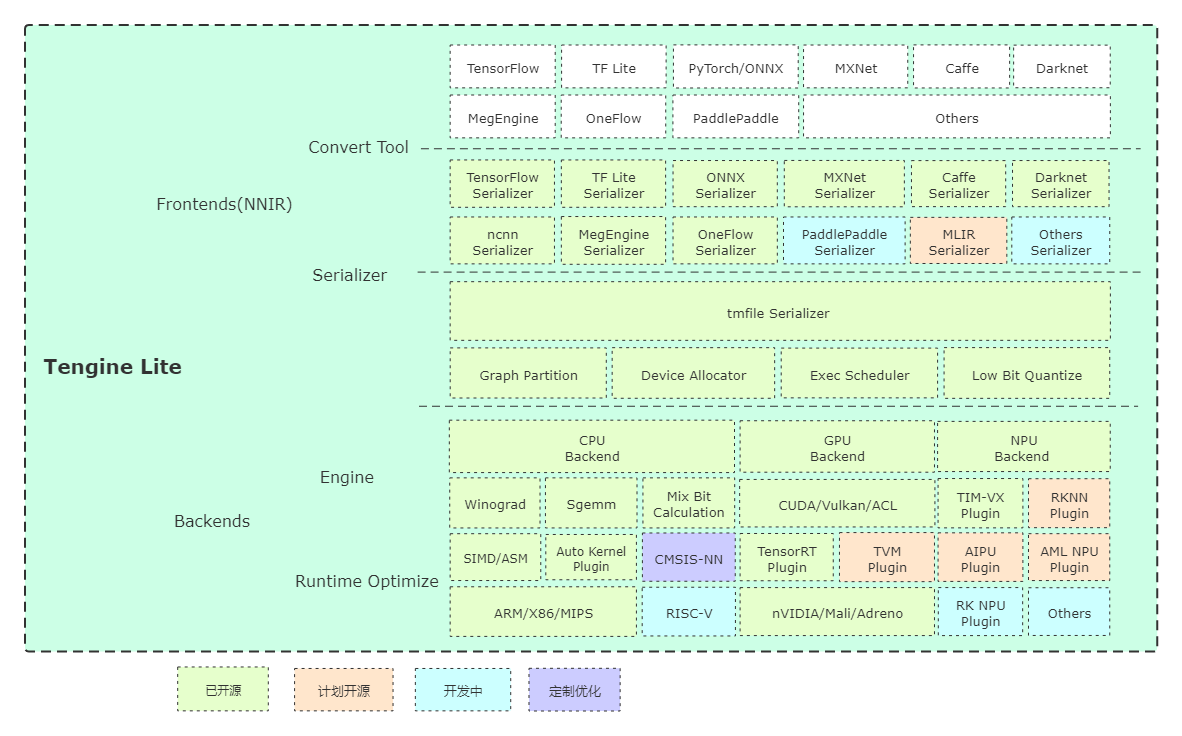 TensorFlow
TF Lite
PyTorch/ONNX
MXNet
Caffe
Darknet
MegEngine
OneFlow
PaddlePaddle
Others
Convert Tool
Frontends(NNIR)
TensorFlow
Serializer
TF Lite
Serializer
ONNX
Serializer
MXNet
Serializer
Caffe
Serializer
Darknet
Serializer
ncnn
Serializer
MegEngine
Serializer
OneFlow
Serializer
PaddlePaddle
Serializer
MLIR
Serializer
Others
Serializer
Serializer
tmfile Serializer
Tengine Lite
Graph Partition
Device Allocator
Exec Scheduler
Low Bit Quantize
CPU
Backend
GPU
Backend
NPU
Backend
Engine
Winograd
Sgemm
Mix Bit
Calculation
CUDA/Vulkan/ACL
TIM-VX
Plugin
RKNN
Plugin
Backends
SIMD/ASM
Auto Kernel
Plugin
CMSIS-NN
TensorRT
Plugin
TVM
Plugin
AIPU
Plugin
AML NPU
Plugin
Runtime Optimize
ARM/X86/MIPS
RISC-V
nVIDIA/Mali/Adreno
RK NPU
Plugin
Others
已开源
计划开源
开发中
定制优化